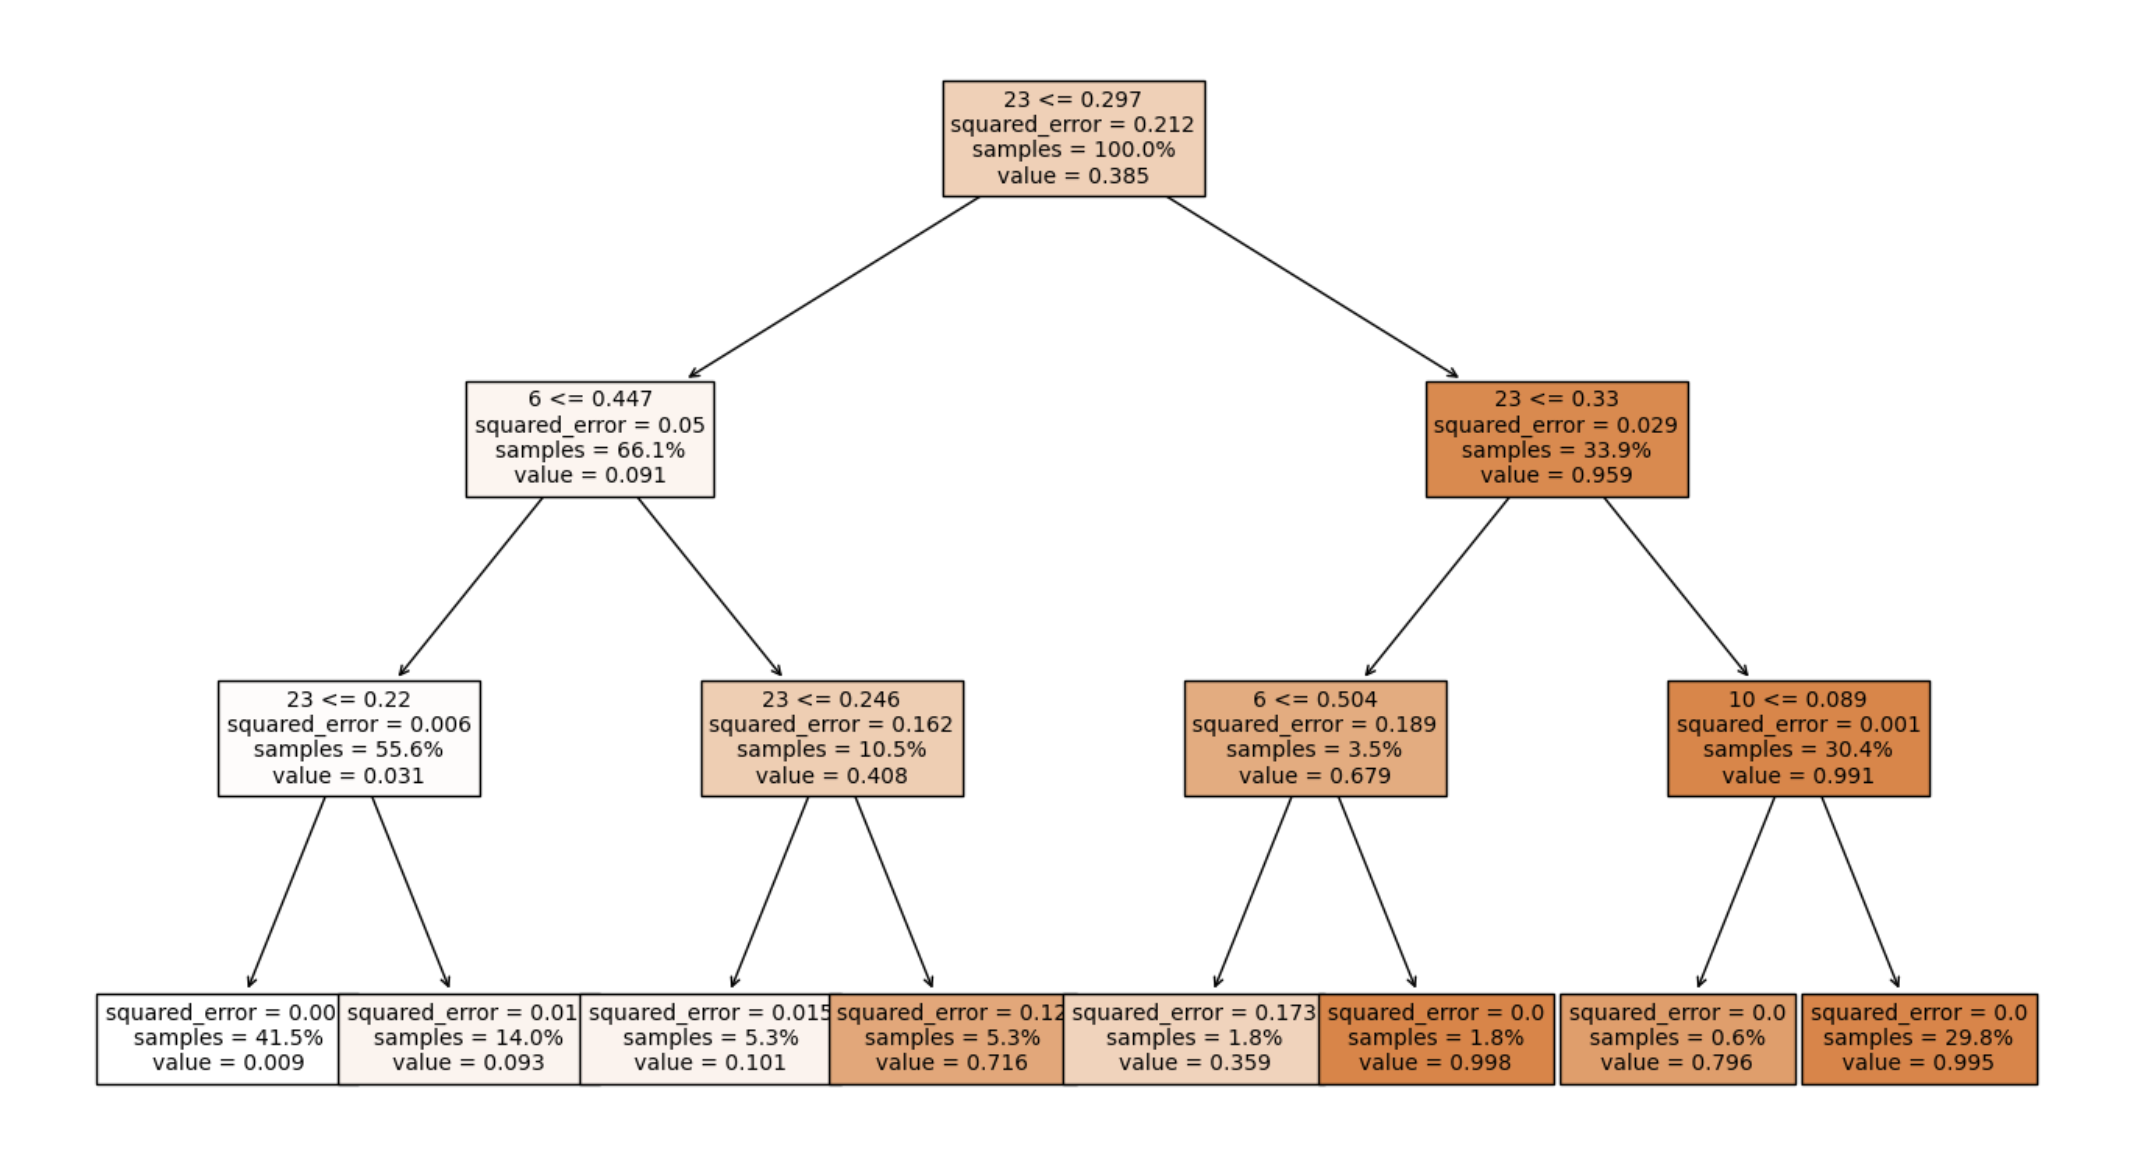 23 <= 0.297
squared_error = 0.212
samples = 100.0%
value = 0.385
6 <= 0.447
squared_error = 0.05
samples = 66.1%
value = 0.091
23 <= 0.33
squared_error = 0.029
samples = 33.9%
value = 0.959
23 <= 0.22
squared_error = 0.006
samples = 55.6%
value = 0.031
23 <= 0.246
squared_error = 0.162
samples = 10.5%
value = 0.408
6 <= 0.504
squared_error = 0.189
samples = 3.5%
value = 0.679
10 <= 0.089
squared_error = 0.001
samples = 30.4%
value = 0.991
squared_error = 0.00
samples = 41.5%
value = 0.009
squared_error = 0.01
samples = 14.0%
value = 0.093
squared_error = 0.015
samples = 5.3%
value = 0.101
squared_error = 0.12
samples = 5.3%
value = 0.716
squared_error = 0.173
samples = 1.8%
value = 0.359
squared_error = 0.0
samples = 1.8%
value = 0.998
squared_error = 0.0
samples = 0.6%
value = 0.796
squared_error = 0.0
samples = 29.8%
value = 0.995